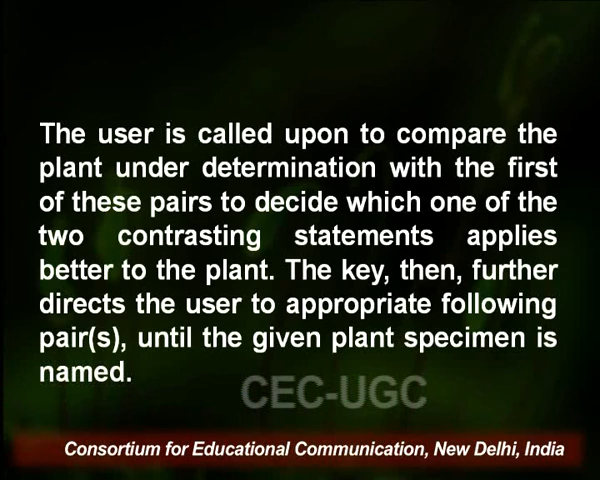 The user is called upon to compare the
plant under determination with the first
of these pairs to decide which one of the
two contrasting statements applies
better to the plant. The key, then, further
directs the user to appropriate following
pair(s), until the given plant specimen is
named.
CEC-UGC
Consortium for Educational Communication, New Delhi, India